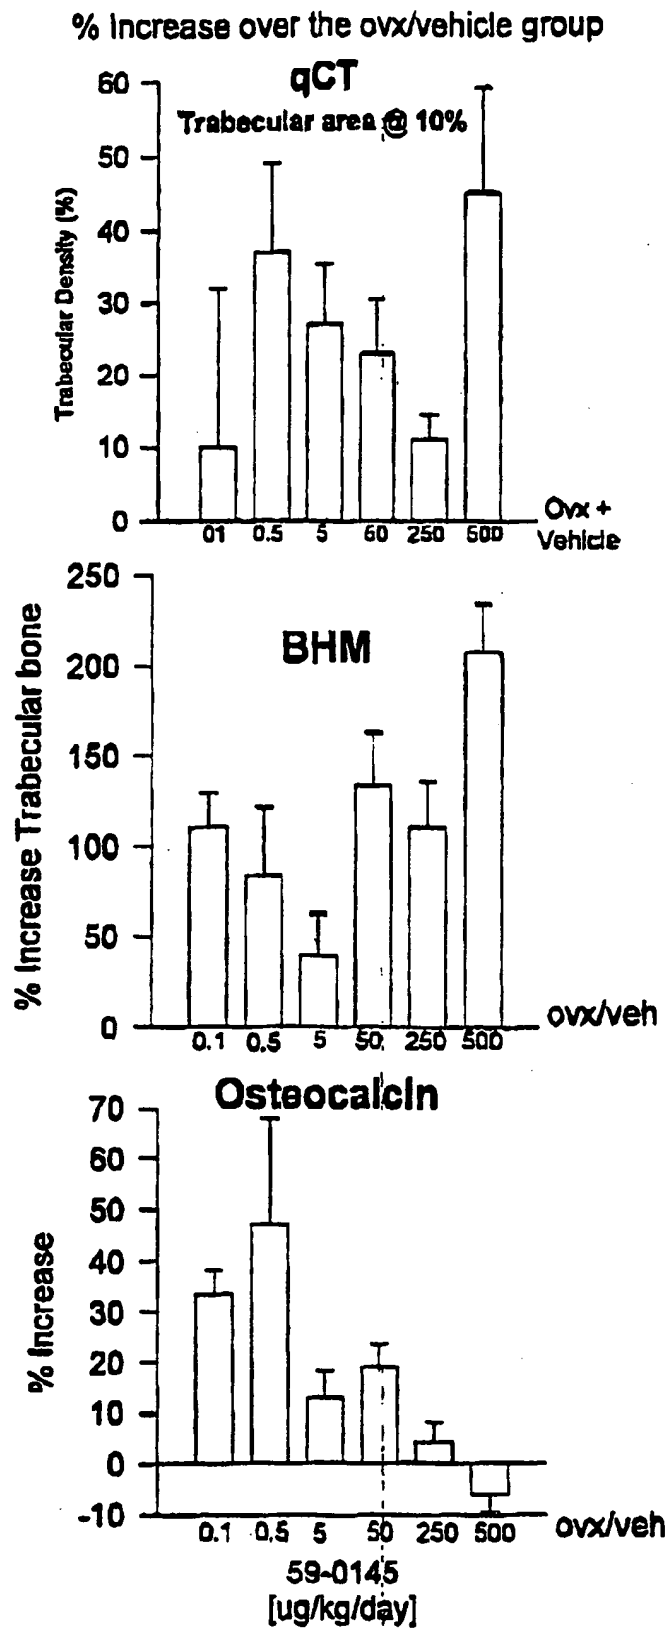 % Increase over the ovx/vehicle group
qCT
Trabecular area @ 10%
Trabecular Density (%)
60
50
40
30
20
10
0
01 0.5 5 60 250 500
Ovx +
Vehicle
BHM
% Increase Trabecular bone
250
200
150
100
50
0
0.1 0.5 5 50 250 500
ovx/veh
Osteocalcin
% Increase
70
60
50
40
30
20
10
0
-10
0.1 0.5 5 50 250 500
ovx/veh
59-0145
[ug/kg/day]